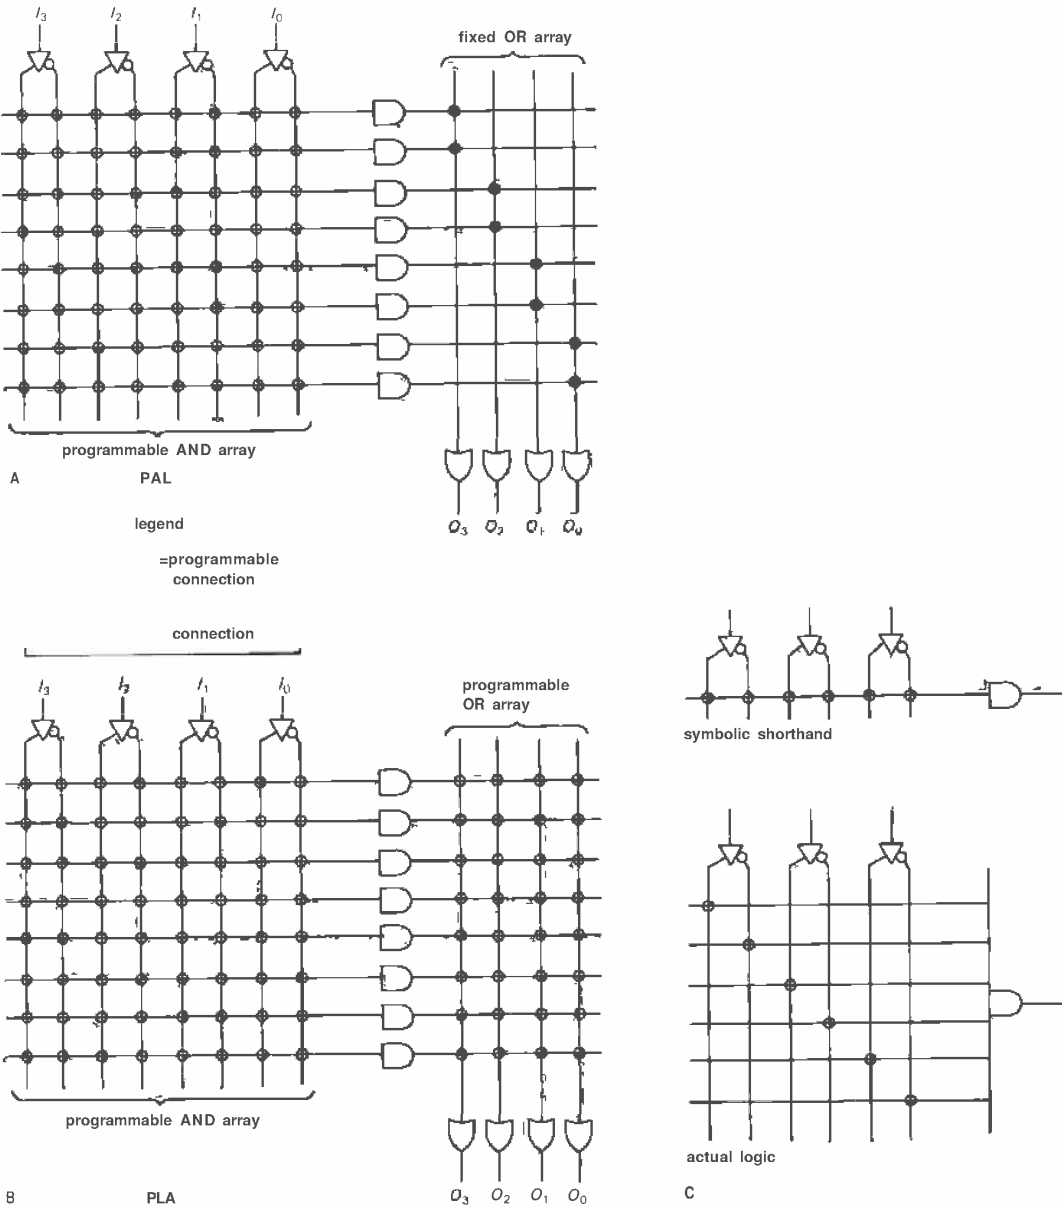 I3 I2 I1 I0
fixed OR array
programmable AND array
A PAL
O3 O2 O1 O0
legend
=programmable
connection
connection
I3 I2 I1 I0
programmable
OR array
symbolic shorthand
programmable AND array
actual logic
B PLA
O3 O2 O1 O0
C